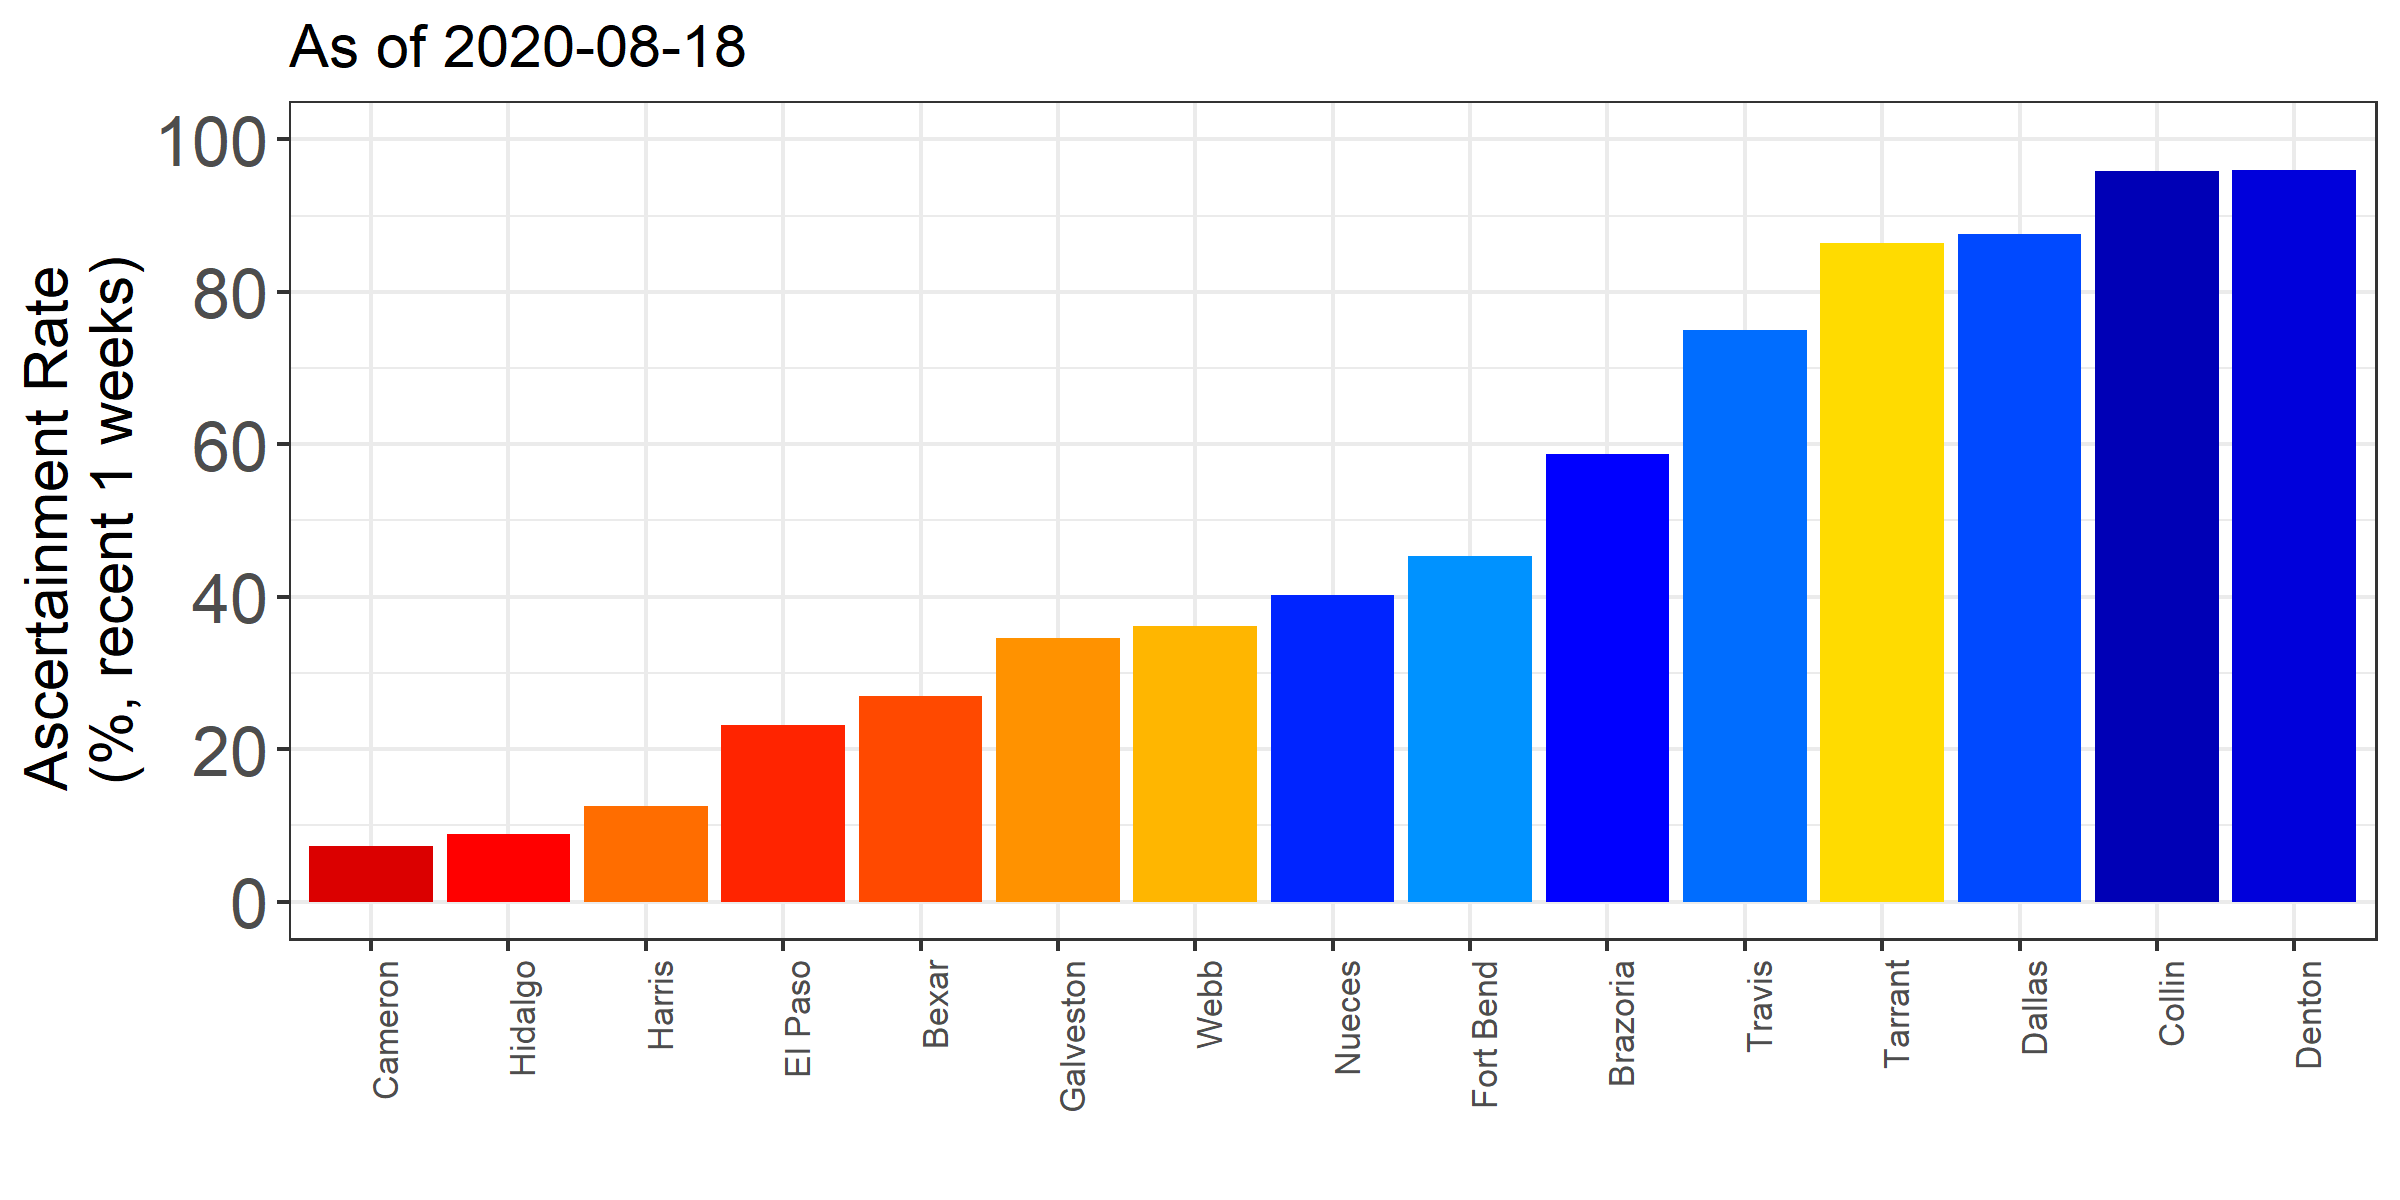 As of 2020-08-18
Ascertainment Rate
(%, recent 1 weeks)
100
80
60
40
20
0
Cameron
Hidalgo
Harris
El Paso
Bexar
Galveston
Webb
Nueces
Fort Bend
Brazoria
Travis
Tarrant
Dallas
Collin
Denton